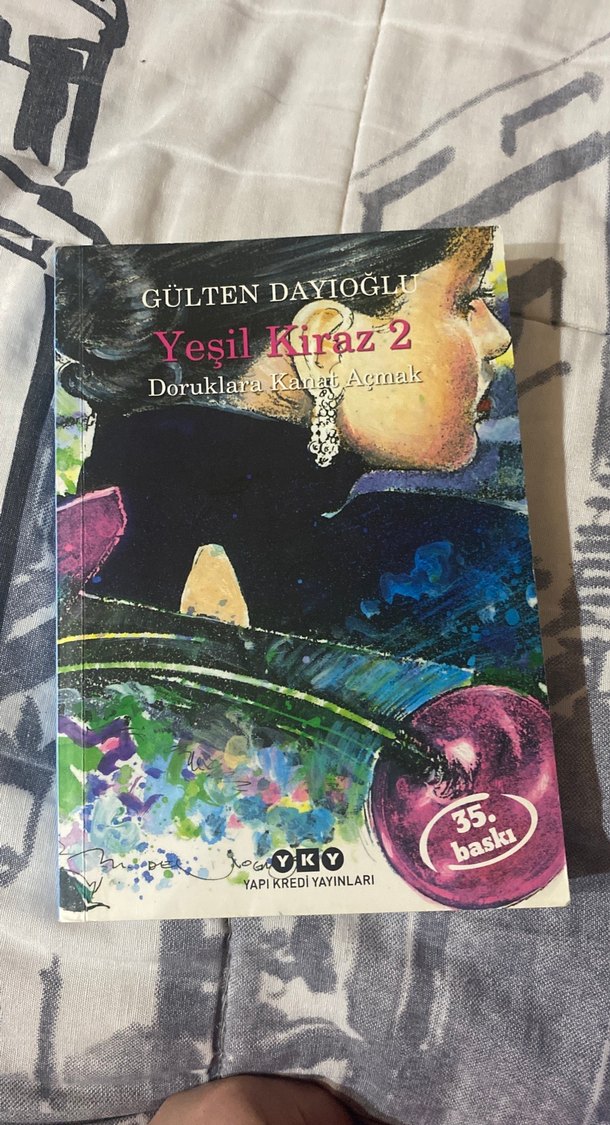 GÜLTEN DAYIOĞLU
Yeşil Kiraz 2
Doruklara Kanat Açmak
35.
baskı
YKY
YAPI KREDİ YAYINLARI